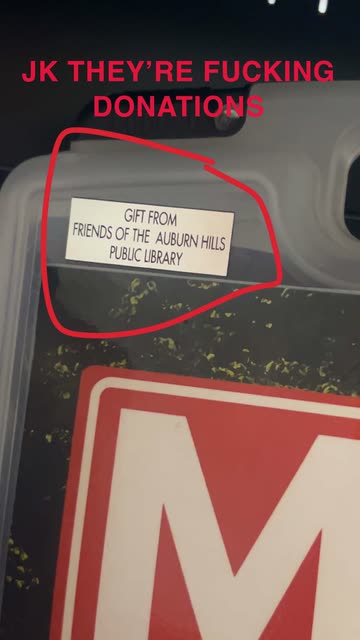 JK THEY'RE FUCKING
DONATIONS
GIFT FROM
FRIENDS OF THE AUBURN HILLS
PUBLIC LIBRARY
M